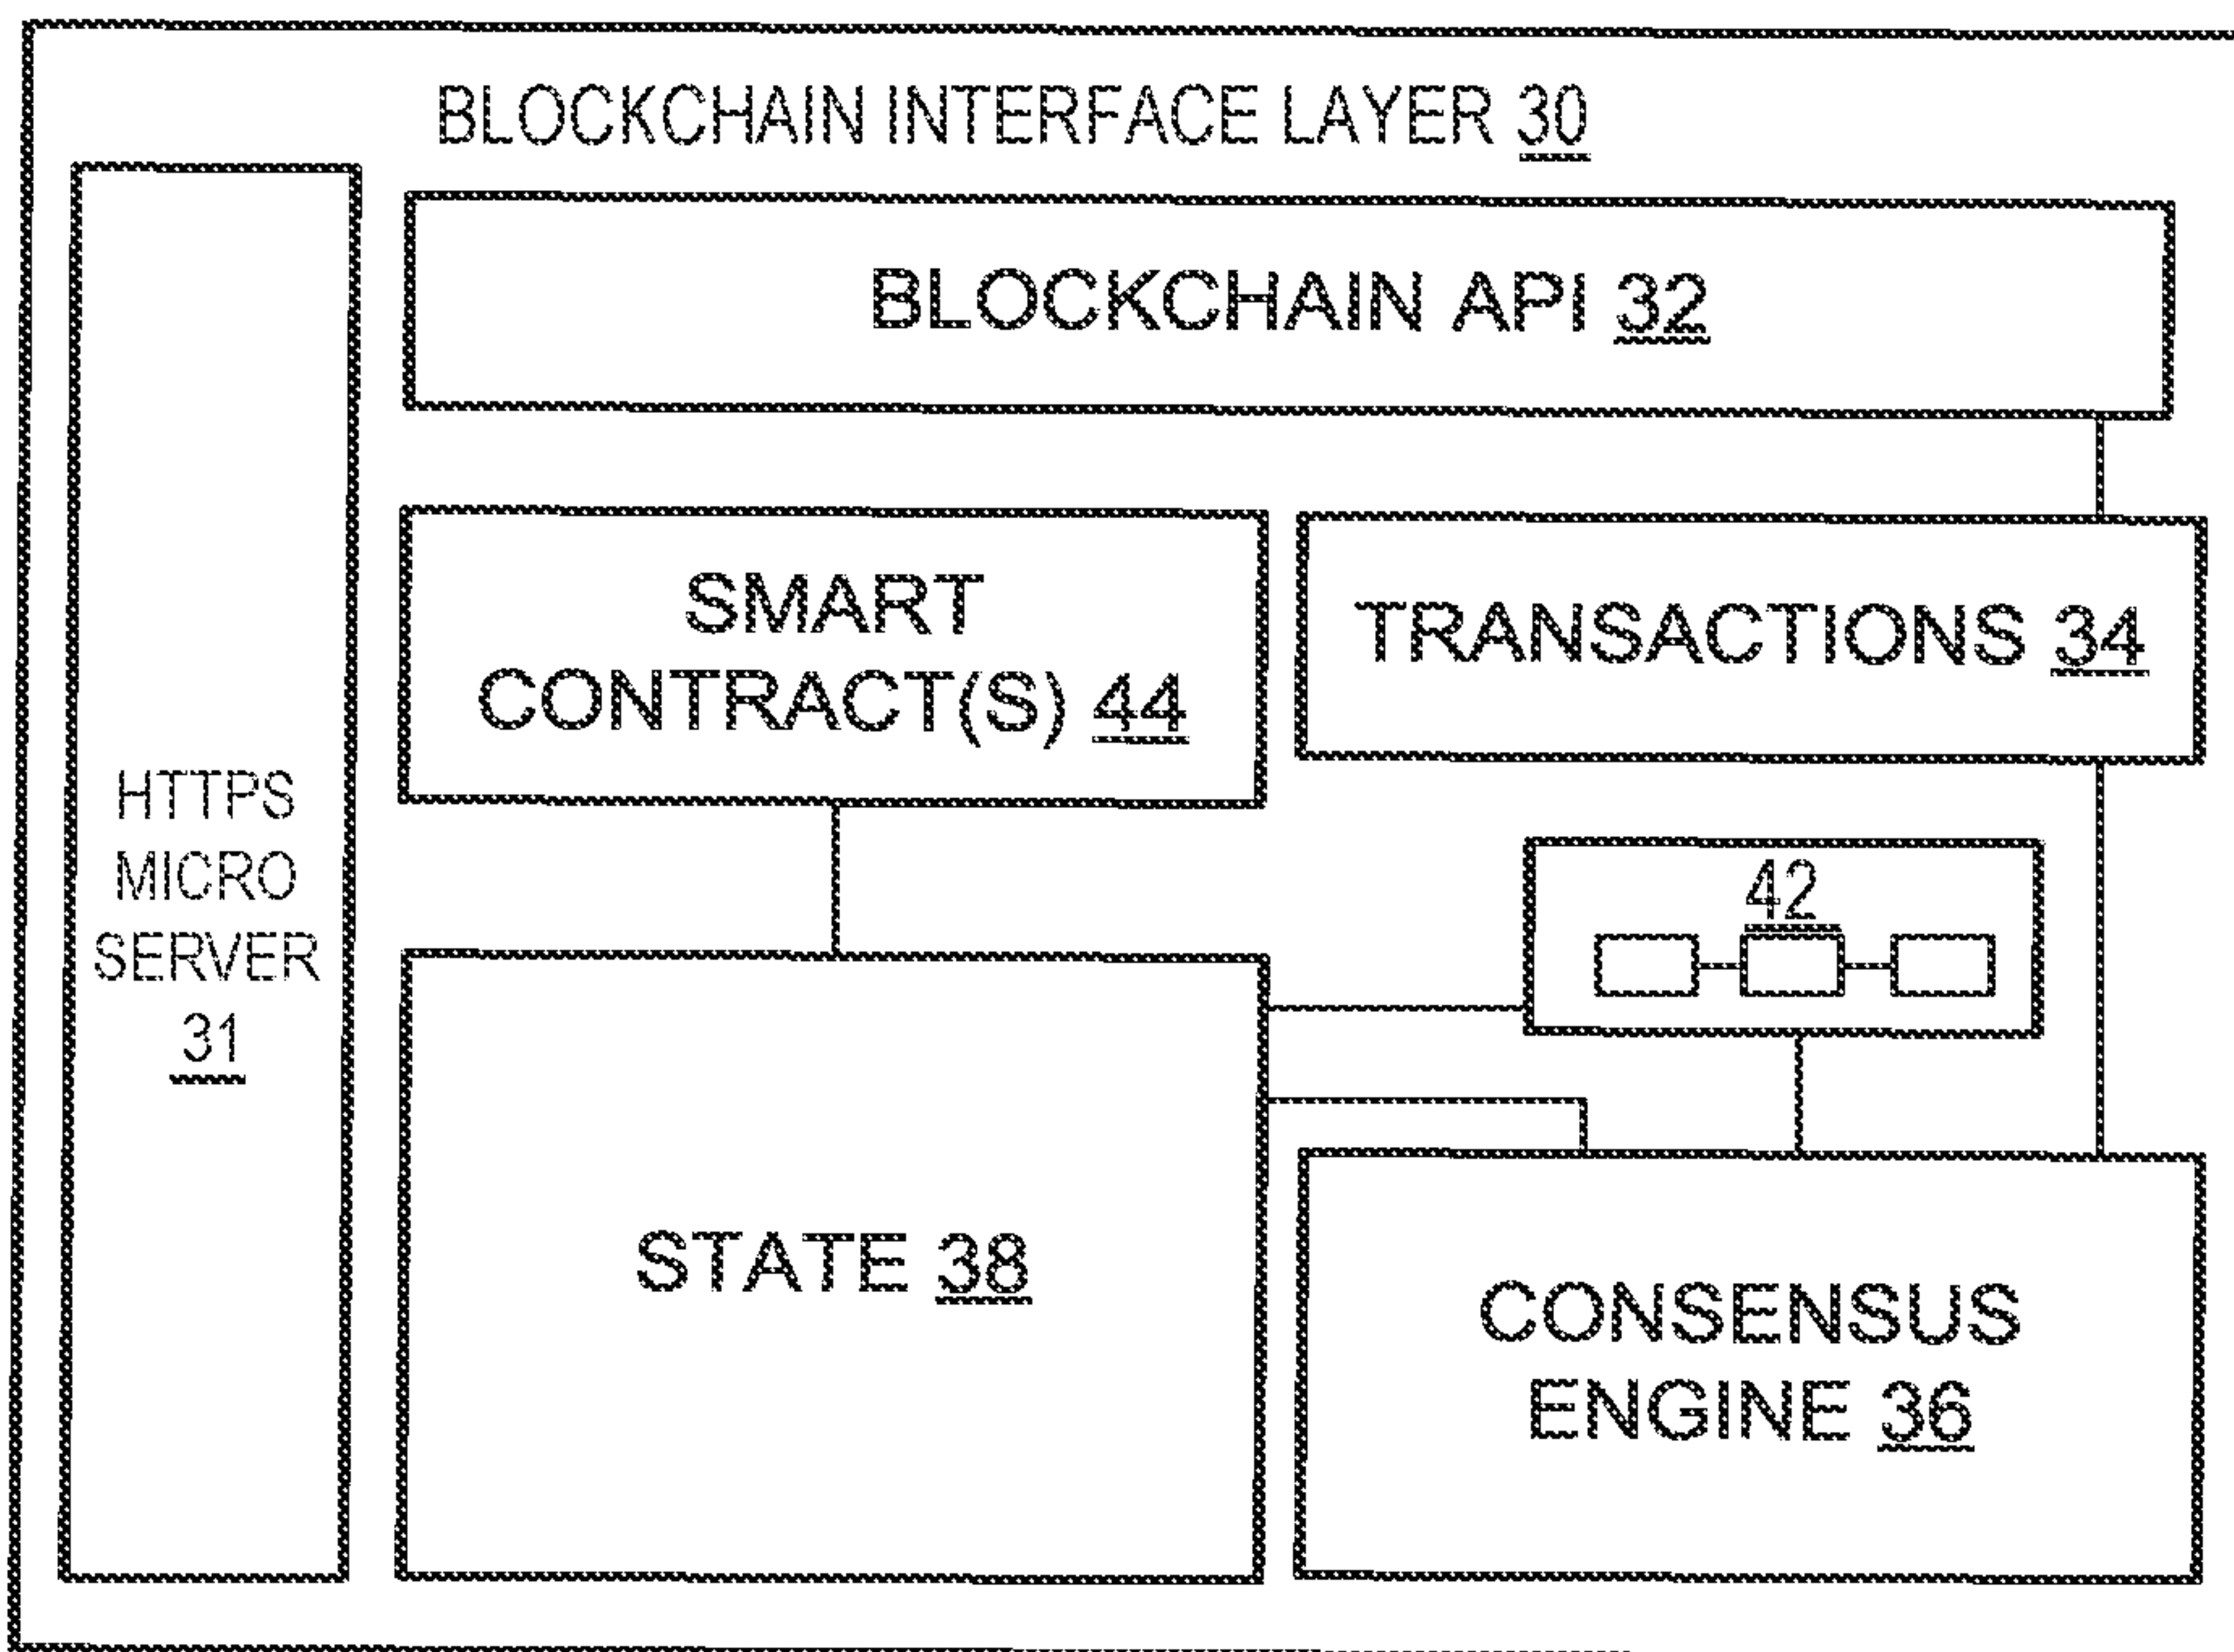 BLOCKCHAIN INTERFACE LAYER 30
BLOCKCHAIN API 32
SMART
CONTRACT(S) 44
TRANSACTIONS 34
HTTPS
MICRO
SERVER
31
42
STATE 38
CONSENSUS
ENGINE 36